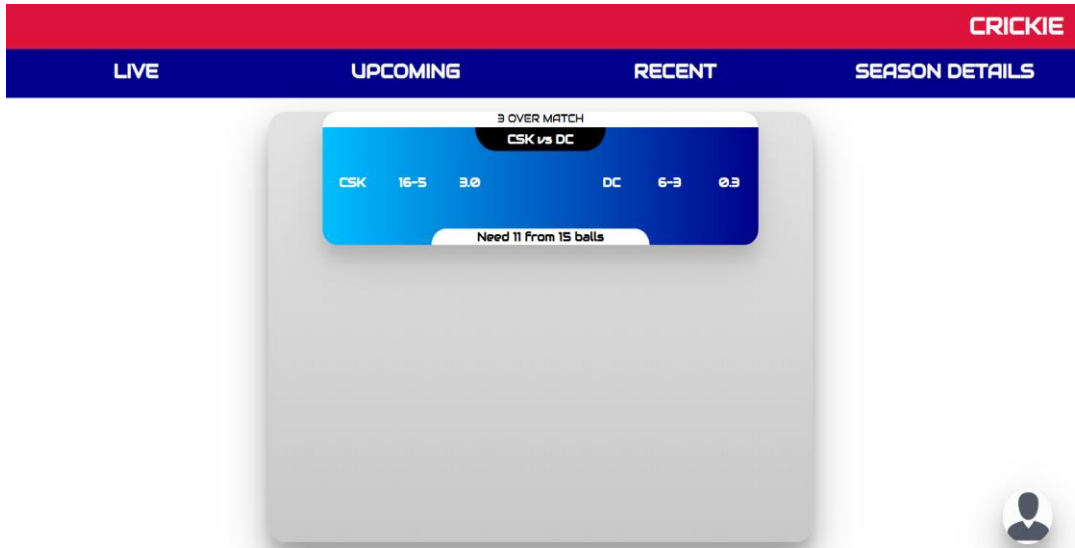 CRICKIE
LIVE UPCOMING RECENT SEASON DETAILS
3 OVER MATCH
CSK vs DC
CSK 16-5 3.0 DC 6-3 0.3
Need 11 from 15 balls